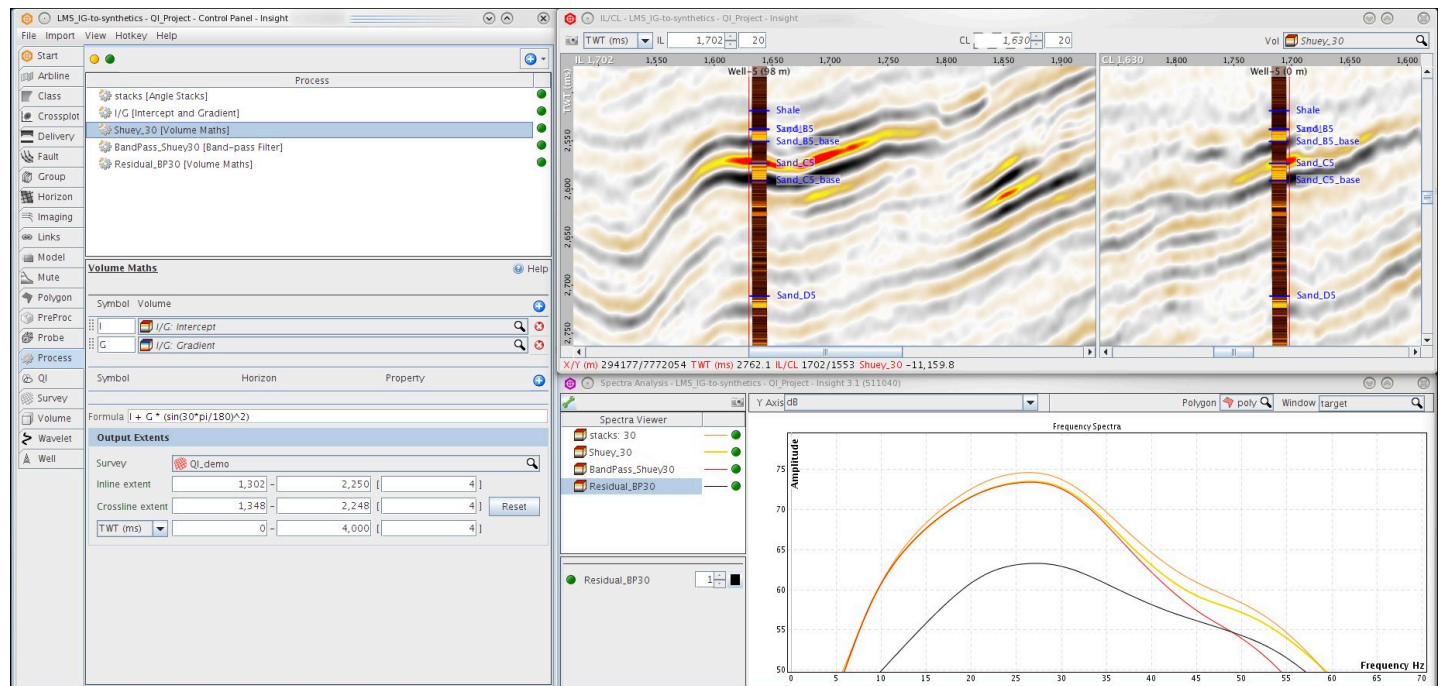 LMS_IG-to-synthetics - QI_Project - Control Panel - Insight
File Import View Hotkey Help
Start
Arbline
Class
Crossplot
Delivery
Fault
Group
Horizon
Imaging
Links
Model
Mute
Polygon
PreProc
Probe
Process
QI
Survey
Volume
Wavelet
Well
Process
stacks [Angle Stacks]
I/G [Intercept and Gradient]
Shuey_30 [Volume Maths]
BandPass_Shuey30 [Band-pass Filter]
Residual_BP30 [Volume Maths]
Volume Maths Help
Symbol Volume
I I/G: Intercept
G I/G: Gradient
Symbol Horizon Property
Formula I + G * (sin(30*pi/180)^2)
Output Extents
Survey QI_demo
Inline extent 1,302 - 2,250 [ 4 ]
Crossline extent 1,348 - 2,248 [ 4 ] Reset
TWT (ms) 0 - 4,000 [ 4 ]
IL/CL - LMS_IG-to-synthetics - QI_Project - Insight
TWT (ms) IL 1,702 20 CL 1,630 20 Vol Shuey_30
IL 1,702 1,550 1,600 1,650 1,700 1,750 1,800 1,850 1,900
Well-5 (98 m)
TWT (ms)
2,550
2,600
2,650
2,700
2,750
Shale
Sand_B5
Sand_B5_base
Sand_C5
Sand_C5_base
Sand_D5
CL 1,630 1,650 1,700 1,650 1,600
Well-5 (0 m)
Shale
Sand_B5
Sand_B5_base
Sand_C5
Sand_C5_base
Sand_D5
X/Y (m) 294177/7772054 TWT (ms) 2762.1 IL/CL 1702/1553 Shuey_30 -11,159.8
Spectra Analysis - LMS_IG-to-synthetics - QI_Project - Insight 3.1 (511040)
Y Axis dB Polygon poly Window target
Spectra Viewer
stacks: 30
Shuey_30
BandPass_Shuey30
Residual_BP30
Residual_BP30 1
Frequency Spectra
Amplitude
75
70
65
60
55
50
Frequency Hz
0 5 10 15 20 25 30 35 40 45 50 55 60 65 70